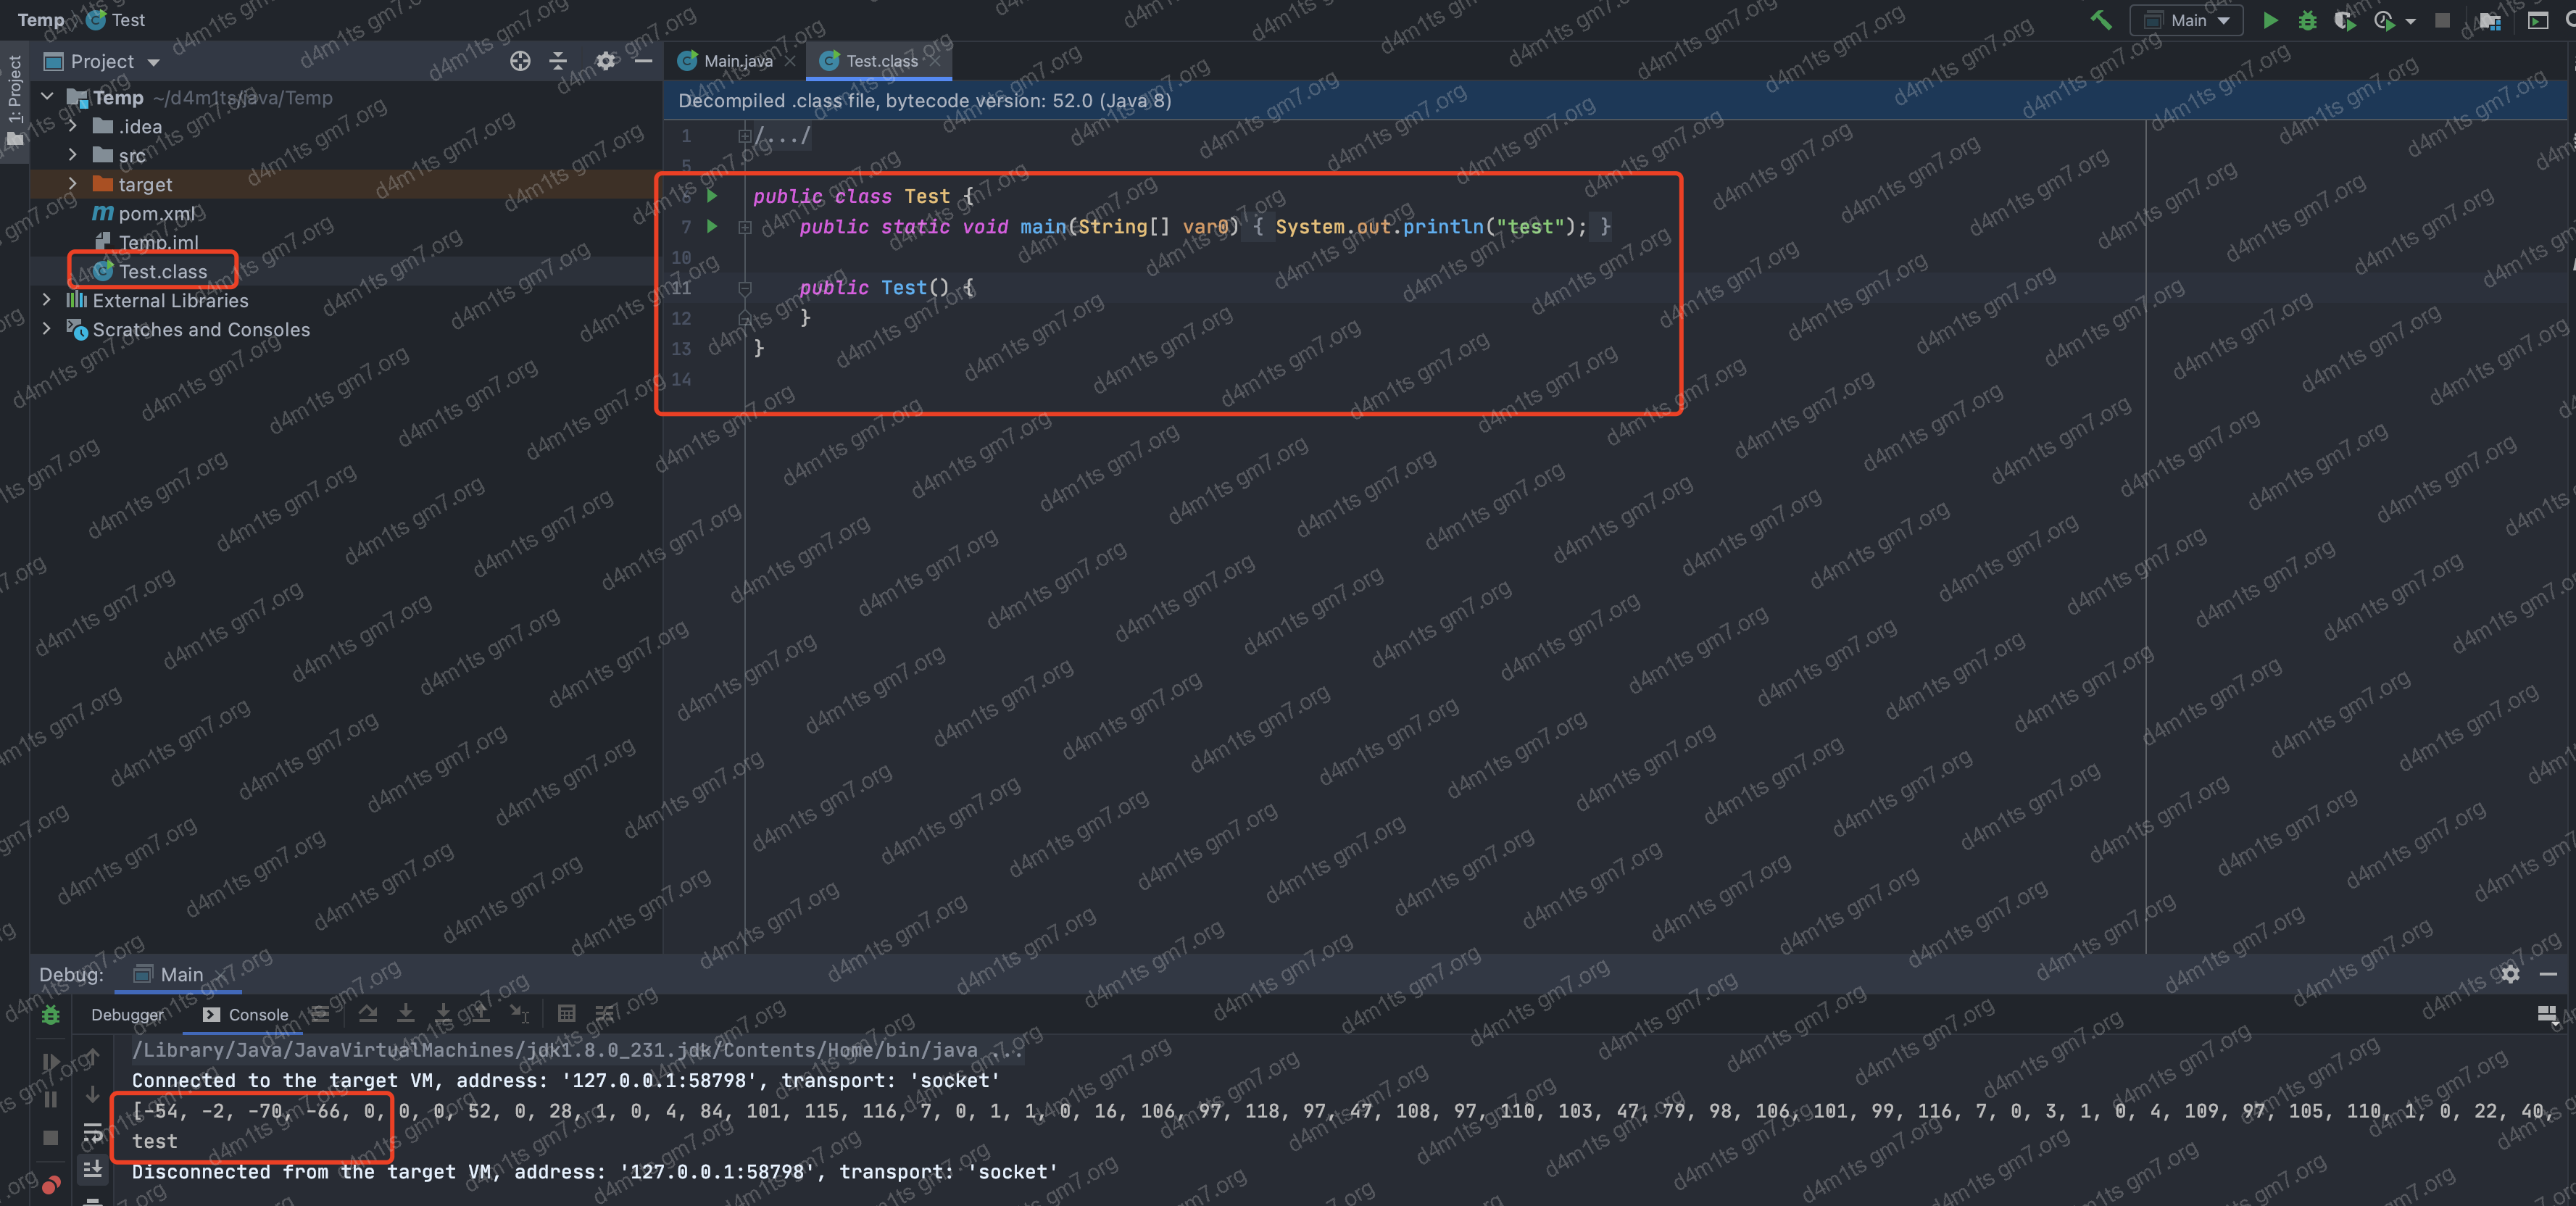 Temp
Test
Main
1: Project
Project
Main.java
Test.class
Temp ~/d4m1ts/java/Temp
.idea
src
target
pom.xml
Temp.iml
Test.class
External Libraries
Scratches and Consoles
Decompiled .class file, bytecode version: 52.0 (Java 8)
1 /.../
5
6 public class Test {
7 public static void main(String[] var0) { System.out.println("test"); }
10
11 public Test() {
12 }
13 }
14
Debug: Main
Debugger Console
/Library/Java/JavaVirtualMachines/jdk1.8.0_231.jdk/Contents/Home/bin/java ...
Connected to the target VM, address: '127.0.0.1:58798', transport: 'socket'
[-54, -2, -70, -66, 0, 0, 0, 52, 0, 28, 1, 0, 4, 84, 101, 115, 116, 7, 0, 1, 1, 0, 16, 106, 97, 118, 97, 47, 108, 97, 110, 103, 47, 79, 98, 106, 101, 99, 116, 7, 0, 3, 1, 0, 4, 109, 97, 105, 110, 1, 0, 22, 40,
test
Disconnected from the target VM, address: '127.0.0.1:58798', transport: 'socket'
d4m1ts gm7.org